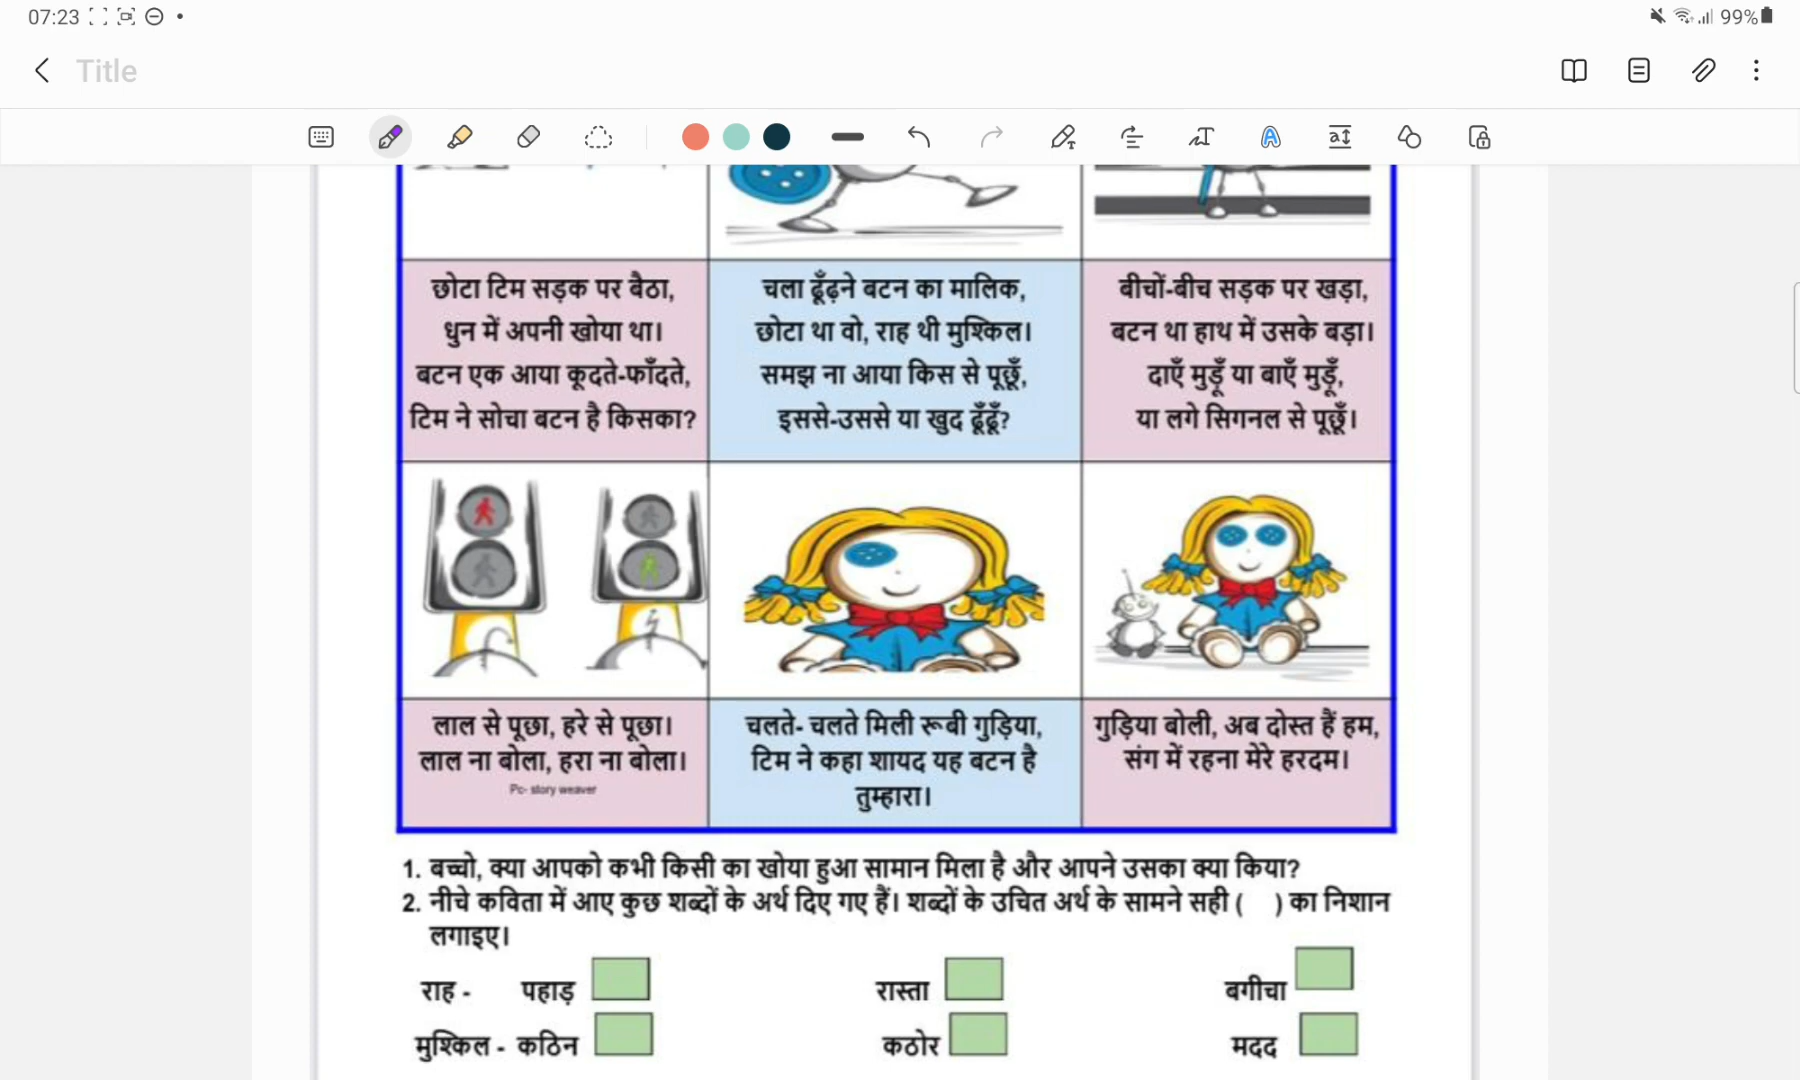 07:23
99%
Title
छोटा टिम सड़क पर बैठा,
धुन में अपनी खोया था।
बटन एक आया कूदते-फाँदते,
टिम ने सोचा बटन है किसका?
चला ढूँढ़ने बटन का मालिक,
छोटा था वो, राह थी मुश्किल।
समझ ना आया किस से पूछूँ,
इससे-उससे या खुद ढूँढूँ?
बीचों-बीच सड़क पर खड़ा,
बटन था हाथ में उसके बड़ा।
दाएँ मुड़ूँ या बाएँ मुड़ूँ,
या लगे सिगनल से पूछूँ।
लाल से पूछा, हरे से पूछा।
लाल ना बोला, हरा ना बोला।
Pc- story weaver
चलते- चलते मिली रूबी गुड़िया,
टिम ने कहा शायद यह बटन है
तुम्हारा।
गुड़िया बोली, अब दोस्त हैं हम,
संग में रहना मेरे हरदम।
1. बच्चो, क्या आपको कभी किसी का खोया हुआ सामान मिला है और आपने उसका क्या किया?
2. नीचे कविता में आए कुछ शब्दों के अर्थ दिए गए हैं। शब्दों के उचित अर्थ के सामने सही ( ) का निशान
लगाइए।
राह - पहाड़ रास्ता बगीचा
मुश्किल - कठिन कठोर मदद